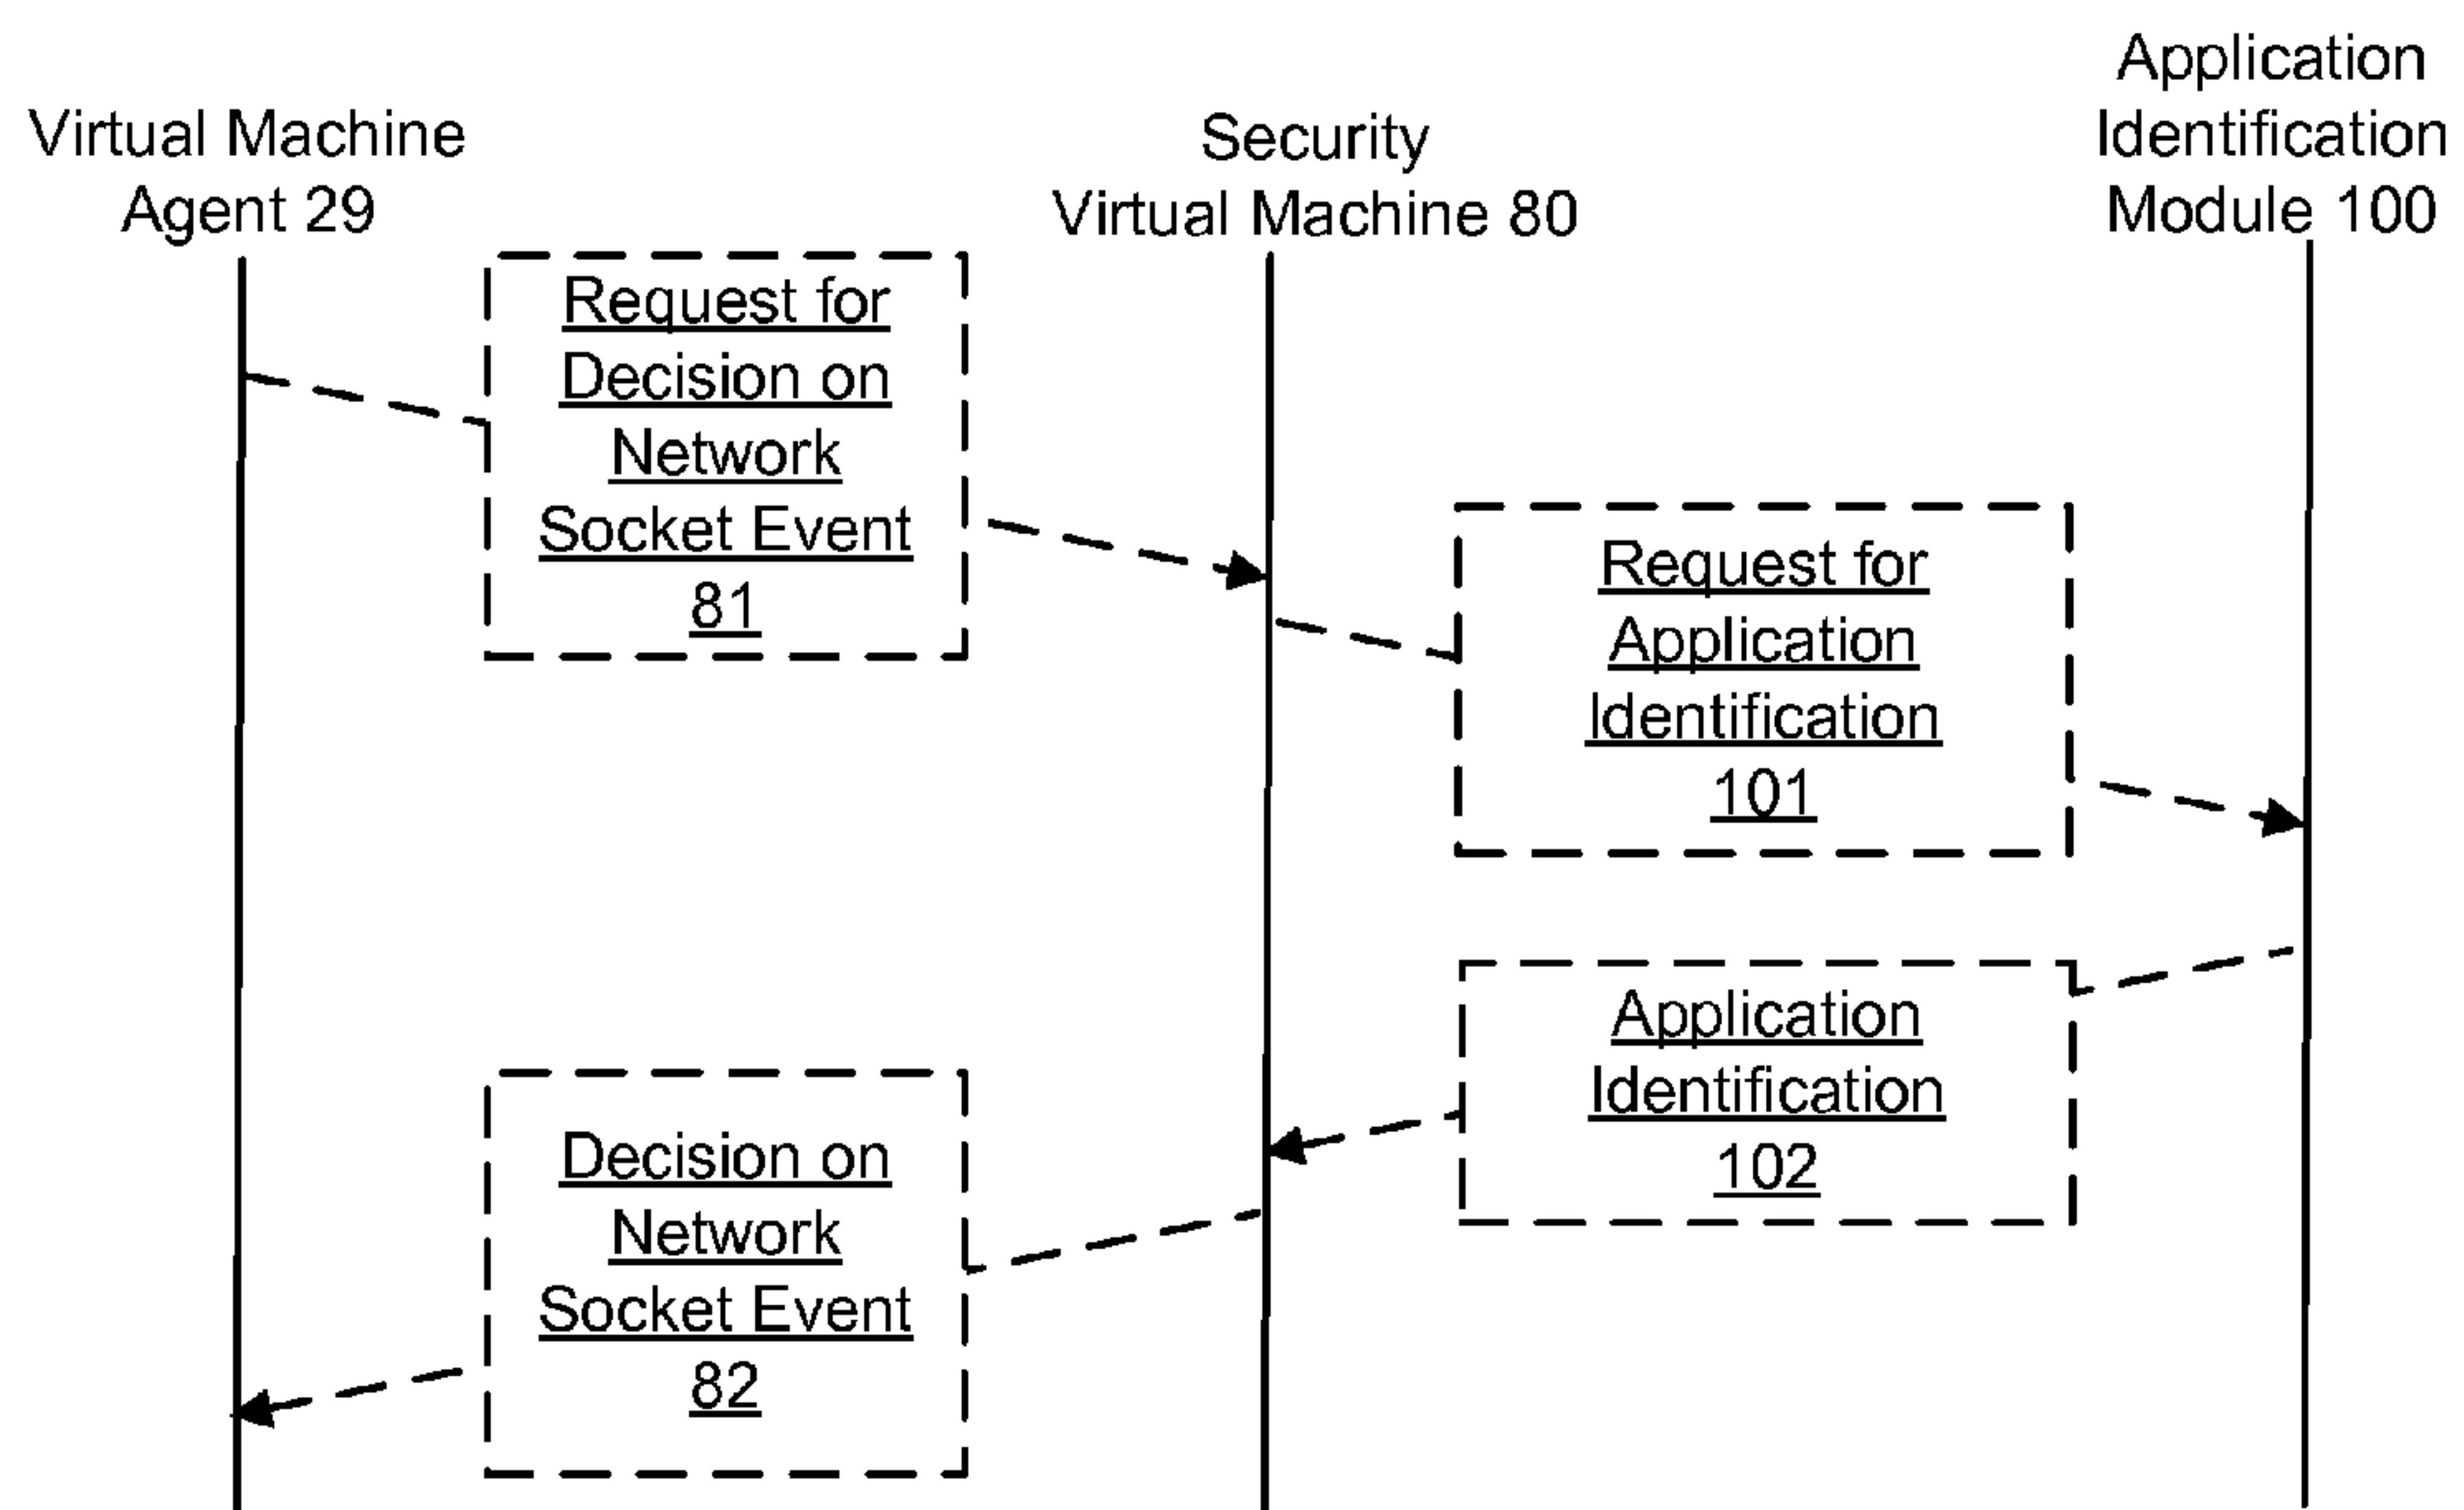 Virtual Machine
Agent 29
Security
Virtual Machine 80
Application
Identification
Module 100
Request for
Decision on
Network
Socket Event
81
Request for
Application
Identification
101
Application
Identification
102
Decision on
Network
Socket Event
82